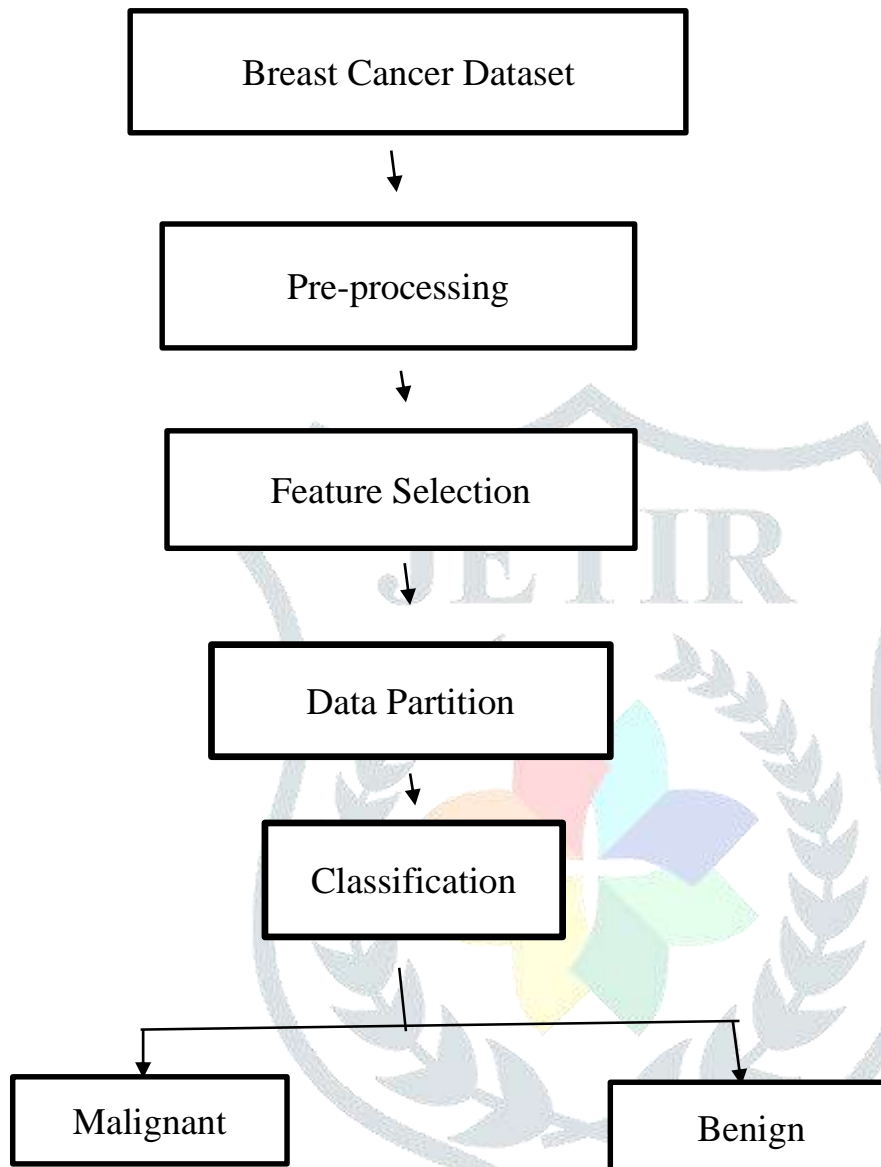 Breast Cancer Dataset
Pre-processing
Feature Selection
JETIR
Data Partition
Classification
Malignant
Benign